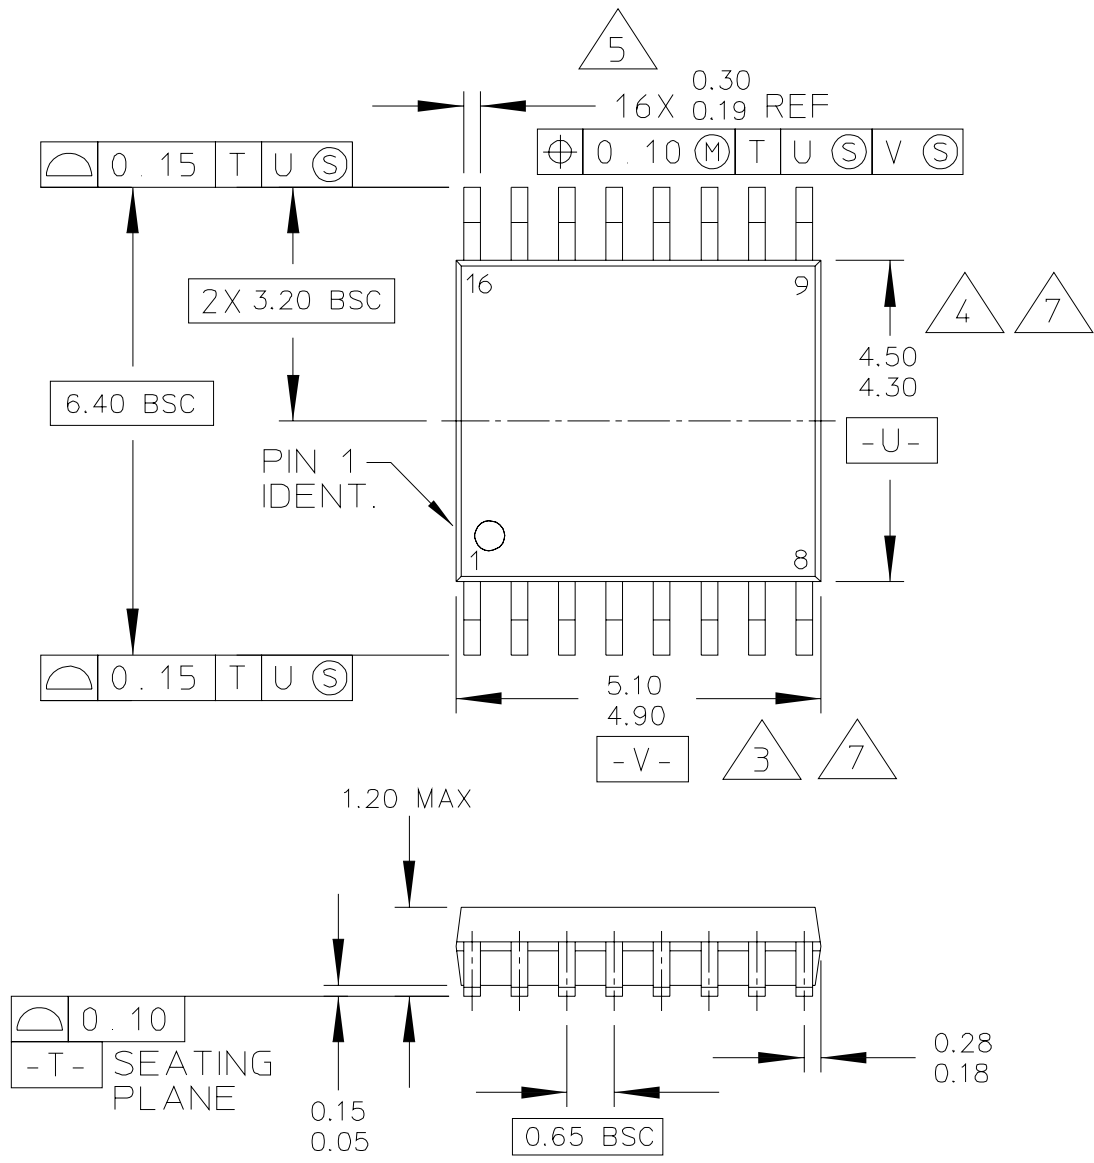 5
0.30
16X 0.19 REF
0.10 Ⓜ T U Ⓢ V Ⓢ
0.15 T U Ⓢ
16 9
2X 3.20 BSC
4 7
4.50
4.30
6.40 BSC
-U-
PIN 1
IDENT.
1 8
0.15 T U Ⓢ
5.10
4.90
-V- 3 7
1.20 MAX
0.10
-T- SEATING
PLANE
0.28
0.18
0.15
0.05
0.65 BSC